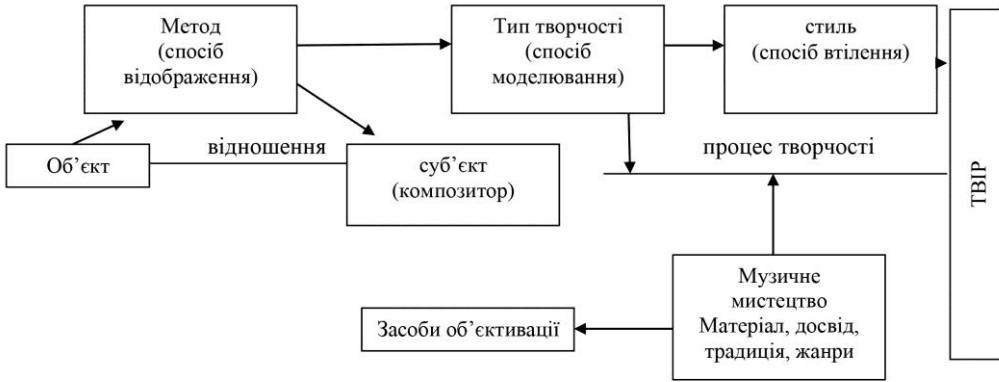 Метод
(спосіб
відображення)
Тип творчості
(спосіб
моделювання)
стиль
(спосіб втілення)
Об’єкт
відношення
суб’єкт
(композитор)
процес творчості
ТВІР
Музичне
мистецтво
Матеріал, досвід,
традиція, жанри
Засоби об’єктивації